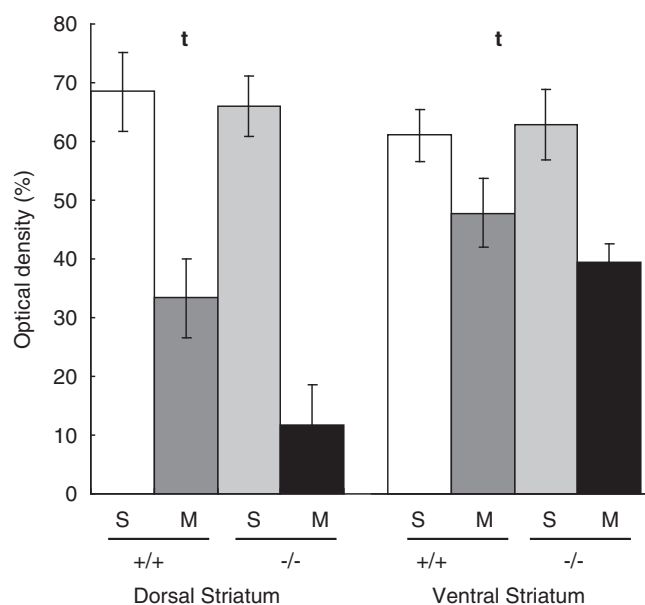 80
70
60
50
40
30
20
10
0
Optical density (%)
t t
S M S M S M S M
+/+ -/- +/+ -/-
Dorsal Striatum Ventral Striatum